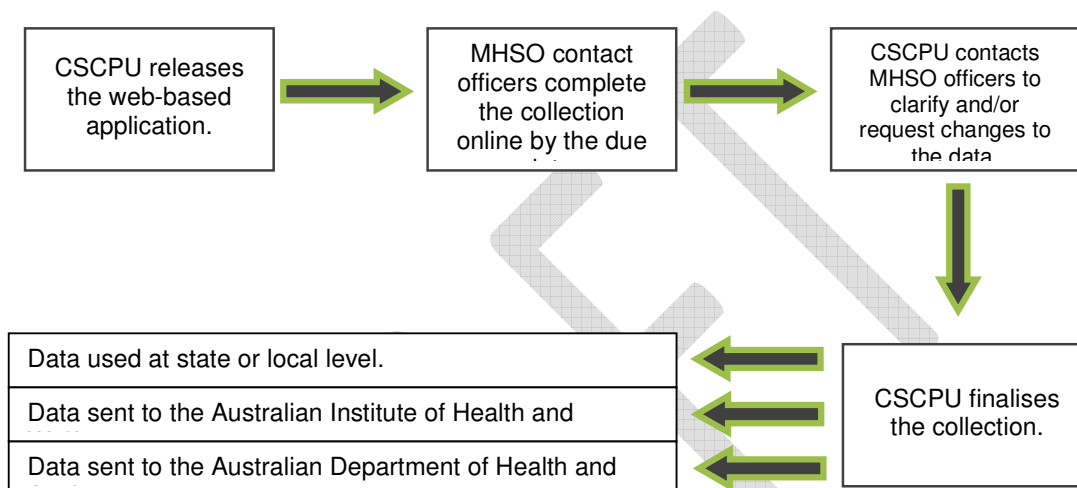 CSCPU releases
the web-based
application.
MHSO contact
officers complete
the collection
online by the due
CSCPU contacts
MHSO officers to
clarify and/or
request changes to
the data
CSCPU finalises
the collection.
Data used at state or local level.
Data sent to the Australian Institute of Health and
Data sent to the Australian Department of Health and